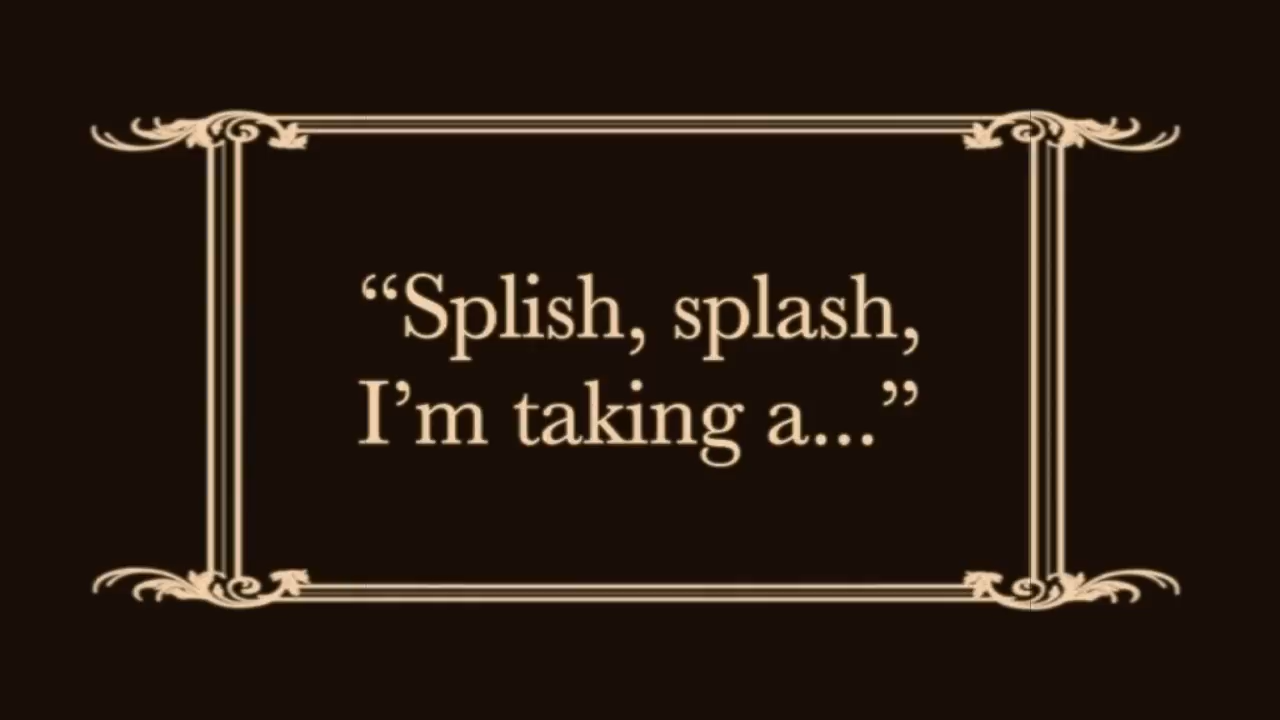 “Splish, splash,
I’m taking a...”